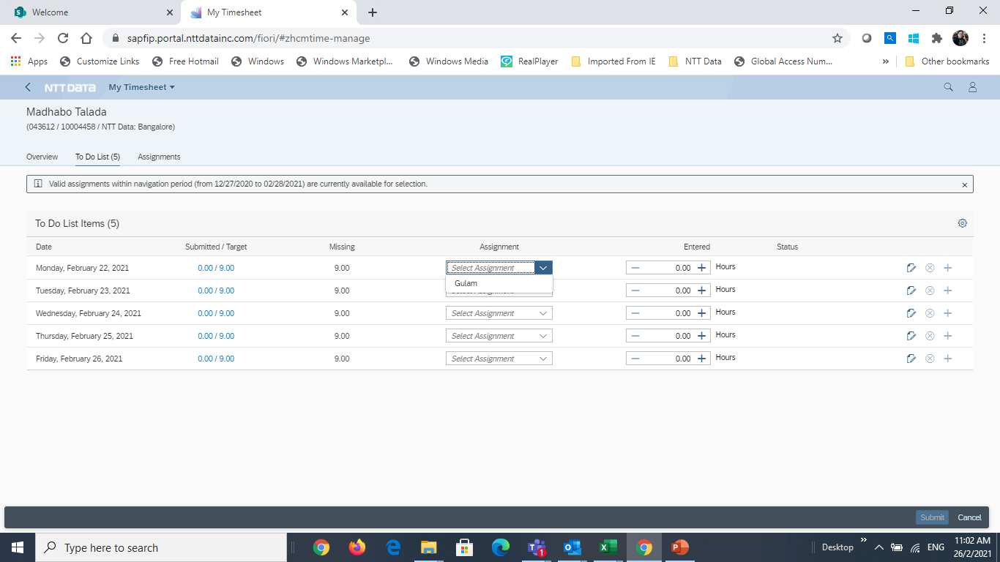 Welcome
My Timesheet
sapfip.portal.nttdatainc.com/fiori/#zhcmtime-manage
Apps Customize Links Free Hotmail Windows Windows Marketpl... Windows Media RealPlayer Imported From IE NTT Data Global Access Num... » Other bookmarks
NTT DATA My Timesheet
Madhabo Talada
(043612 / 10004458 / NTT Data: Bangalore)
Overview To Do List (5) Assignments
Valid assignments within navigation period (from 12/27/2020 to 02/28/2021) are currently available for selection.
To Do List Items (5)
Date Submitted / Target Missing Assignment Entered Status
Monday, February 22, 2021 0.00 / 9.00 9.00 Select Assignment 0.00 Hours
Gulam
Tuesday, February 23, 2021 0.00 / 9.00 9.00 0.00 Hours
Wednesday, February 24, 2021 0.00 / 9.00 9.00 Select Assignment 0.00 Hours
Thursday, February 25, 2021 0.00 / 9.00 9.00 Select Assignment 0.00 Hours
Friday, February 26, 2021 0.00 / 9.00 9.00 Select Assignment 0.00 Hours
Submit Cancel
Type here to search
1
Desktop » ENG
11:02 AM
26/2/2021